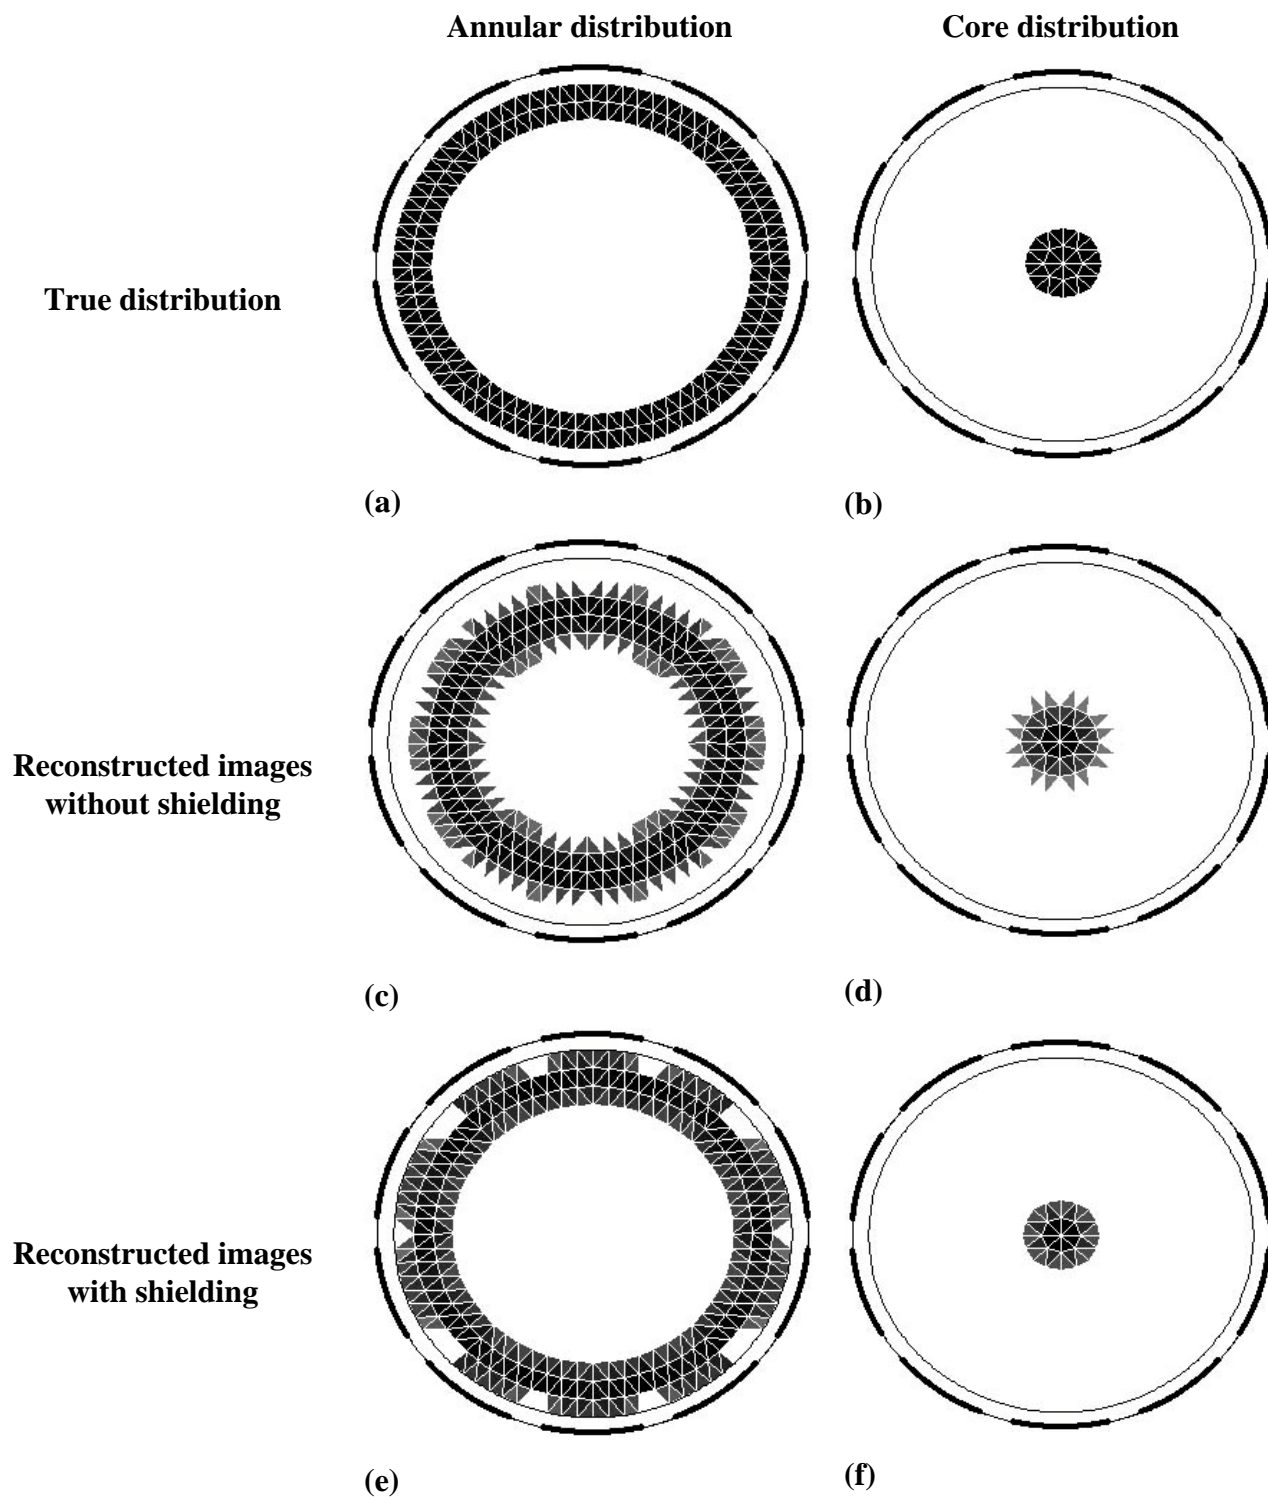 Annular distribution
Core distribution
True distribution
(a)
(b)
Reconstructed images
without shielding
(c)
(d)
Reconstructed images
with shielding
(e)
(f)